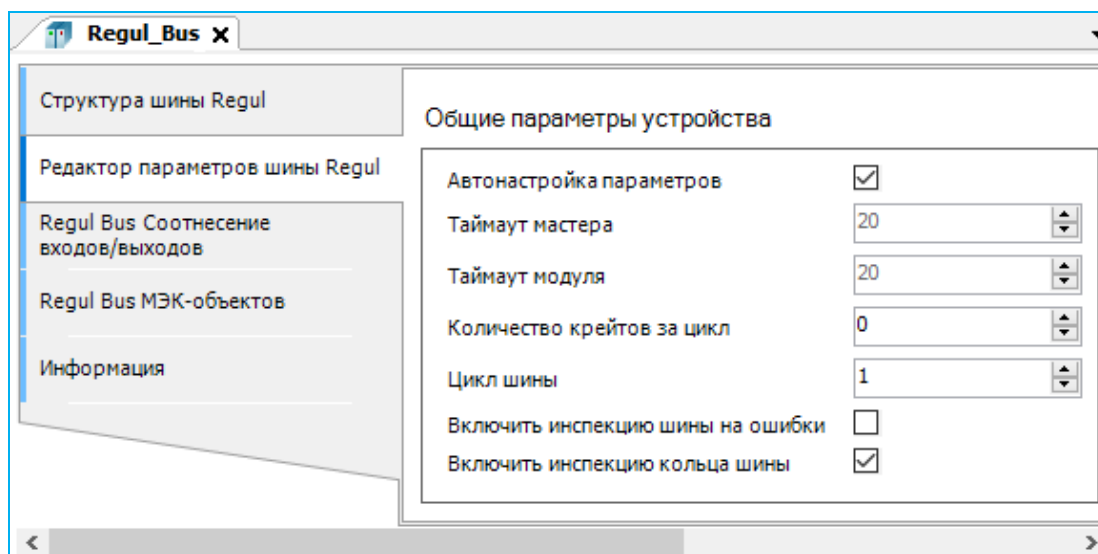 Regul_Bus
Структура шины Regul
Редактор параметров шины Regul
Regul Bus Соотнесение
входов/выходов
Regul Bus МЭК-объектов
Информация
Общие параметры устройства
Автонастройка параметров
Таймаут мастера 20
Таймаут модуля 20
Количество крейтов за цикл 0
Цикл шины 1
Включить инспекцию шины на ошибки
Включить инспекцию кольца шины